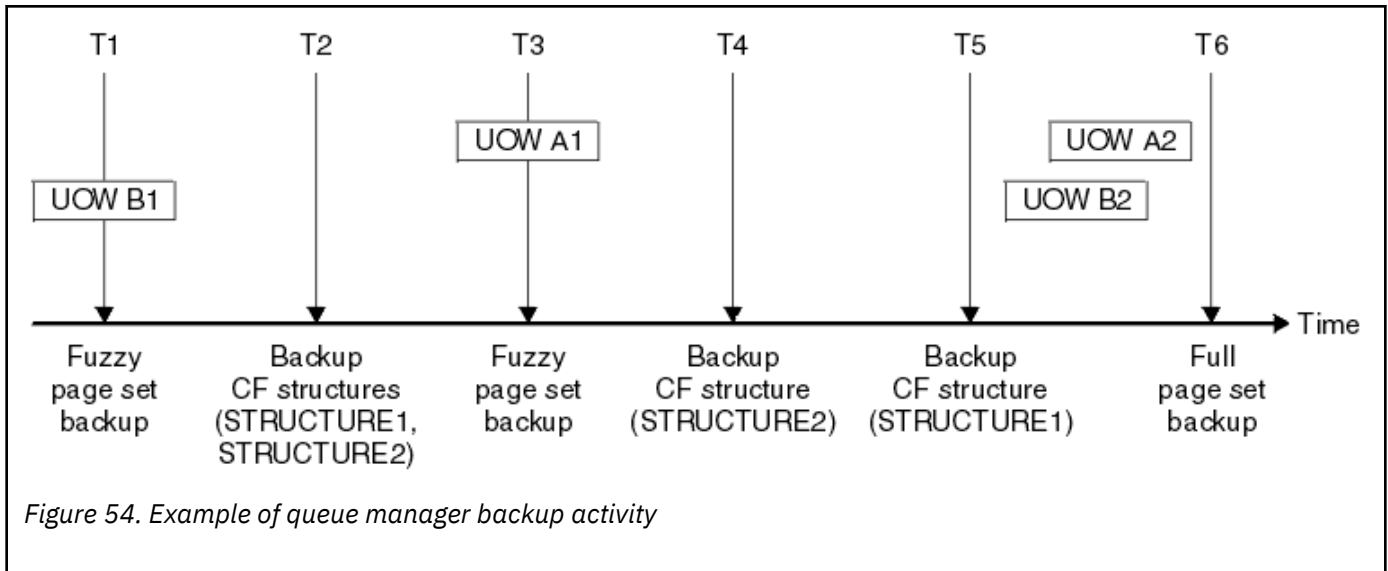 T1
T2
T3
T4
T5
T6
UOW A1
UOW A2
UOW B1
UOW B2
Time
Fuzzy
page set
backup
Backup
CF structures
(STRUCTURE1,
STRUCTURE2)
Fuzzy
page set
backup
Backup
CF structure
(STRUCTURE2)
Backup
CF structure
(STRUCTURE1)
Full
page set
backup
Figure 54. Example of queue manager backup activity